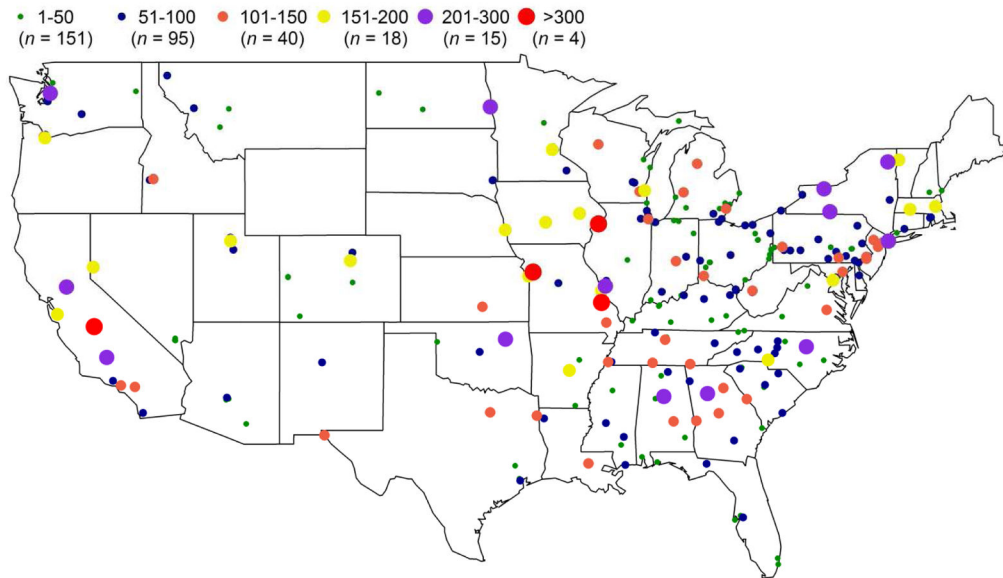 1-50 51-100 101-150 151-200 201-300 >300
(n = 151) (n = 95) (n = 40) (n = 18) (n = 15) (n = 4)